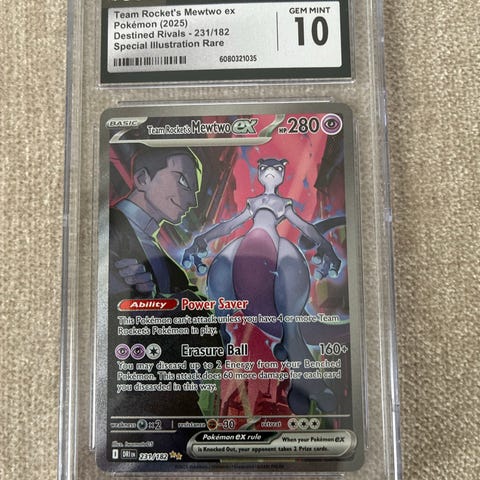 Team Rocket's Mewtwo ex
Pokémon (2025)
Destined Rivals - 231/182
Special Illustration Rare
GEM MINT
10
6080321035
BASIC
Team Rocket's Mewtwo ex HP 280
Ability Power Saver
This Pokémon can't attack unless you have 4 or more Team
Rocket's Pokémon in play.
Erasure Ball 160+
You may discard up to 2 Energy from your Benched
Pokémon. This attack does 60 more damage for each card
you discarded in this way.
weakness ×2 resistance -30 retreat
Illus.
DRI EN 231/182
Pokémon ex rule
When your Pokémon ex
is Knocked Out, your opponent takes 2 Prize cards.